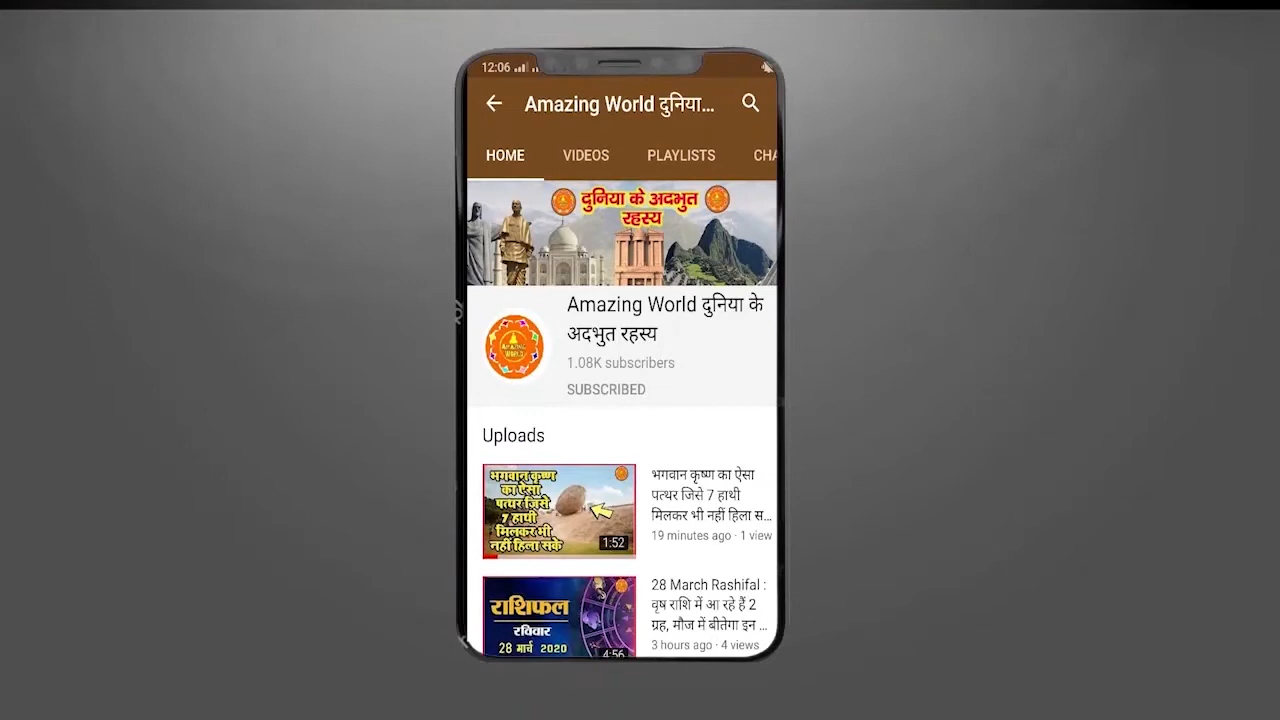 12:06
Amazing World दुनिया...
HOME VIDEOS PLAYLISTS CHA
दुनिया के अदभुत
रहस्य
Amazing World दुनिया के
अदभुत रहस्य
AMAZING
WORLD
1.08K subscribers
SUBSCRIBED
Uploads
भगवान कृष्ण
का ऐसा
पत्थर जिसे
7 हाथी
मिलकर भी
नहीं हिला सके
1:52
भगवान कृष्ण का ऐसा
पत्थर जिसे 7 हाथी
मिलकर भी नहीं हिला स...
19 minutes ago · 1 view
राशिफल
रविवार
28 मार्च 2020
4:56
28 March Rashifal :
वृष राशि में आ रहे हैं 2
ग्रह, मौज में बीतेगा इन ...
3 hours ago · 4 views